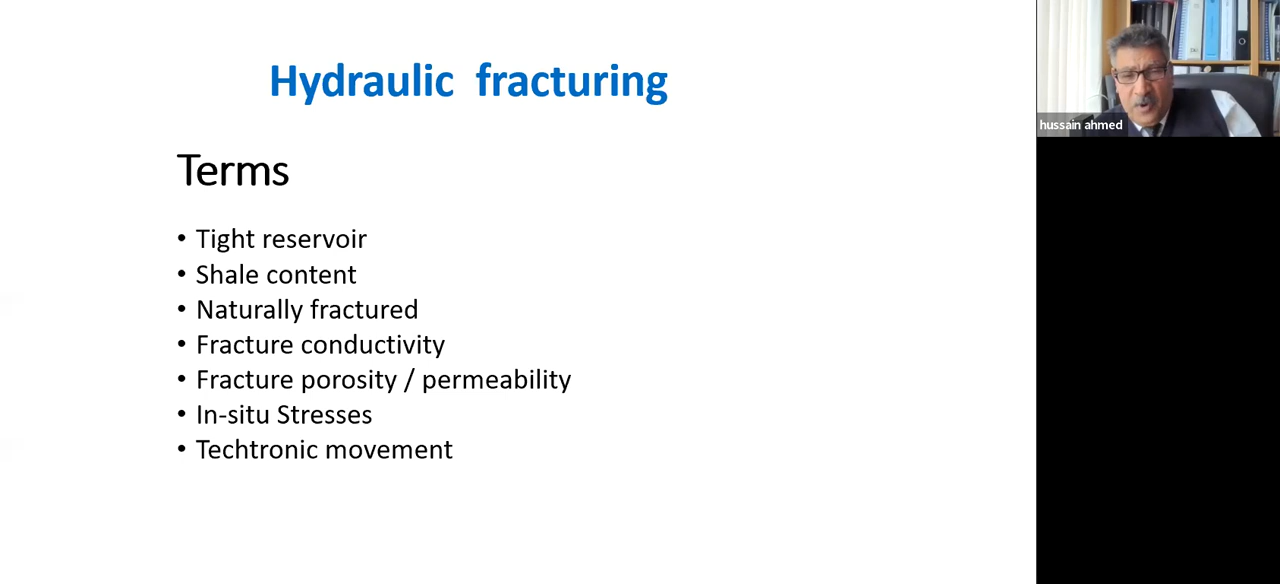 Hydraulic fracturing
Terms
• Tight reservoir
• Shale content
• Naturally fractured
• Fracture conductivity
• Fracture porosity / permeability
• In-situ Stresses
• Techtronic movement
hussain ahmed